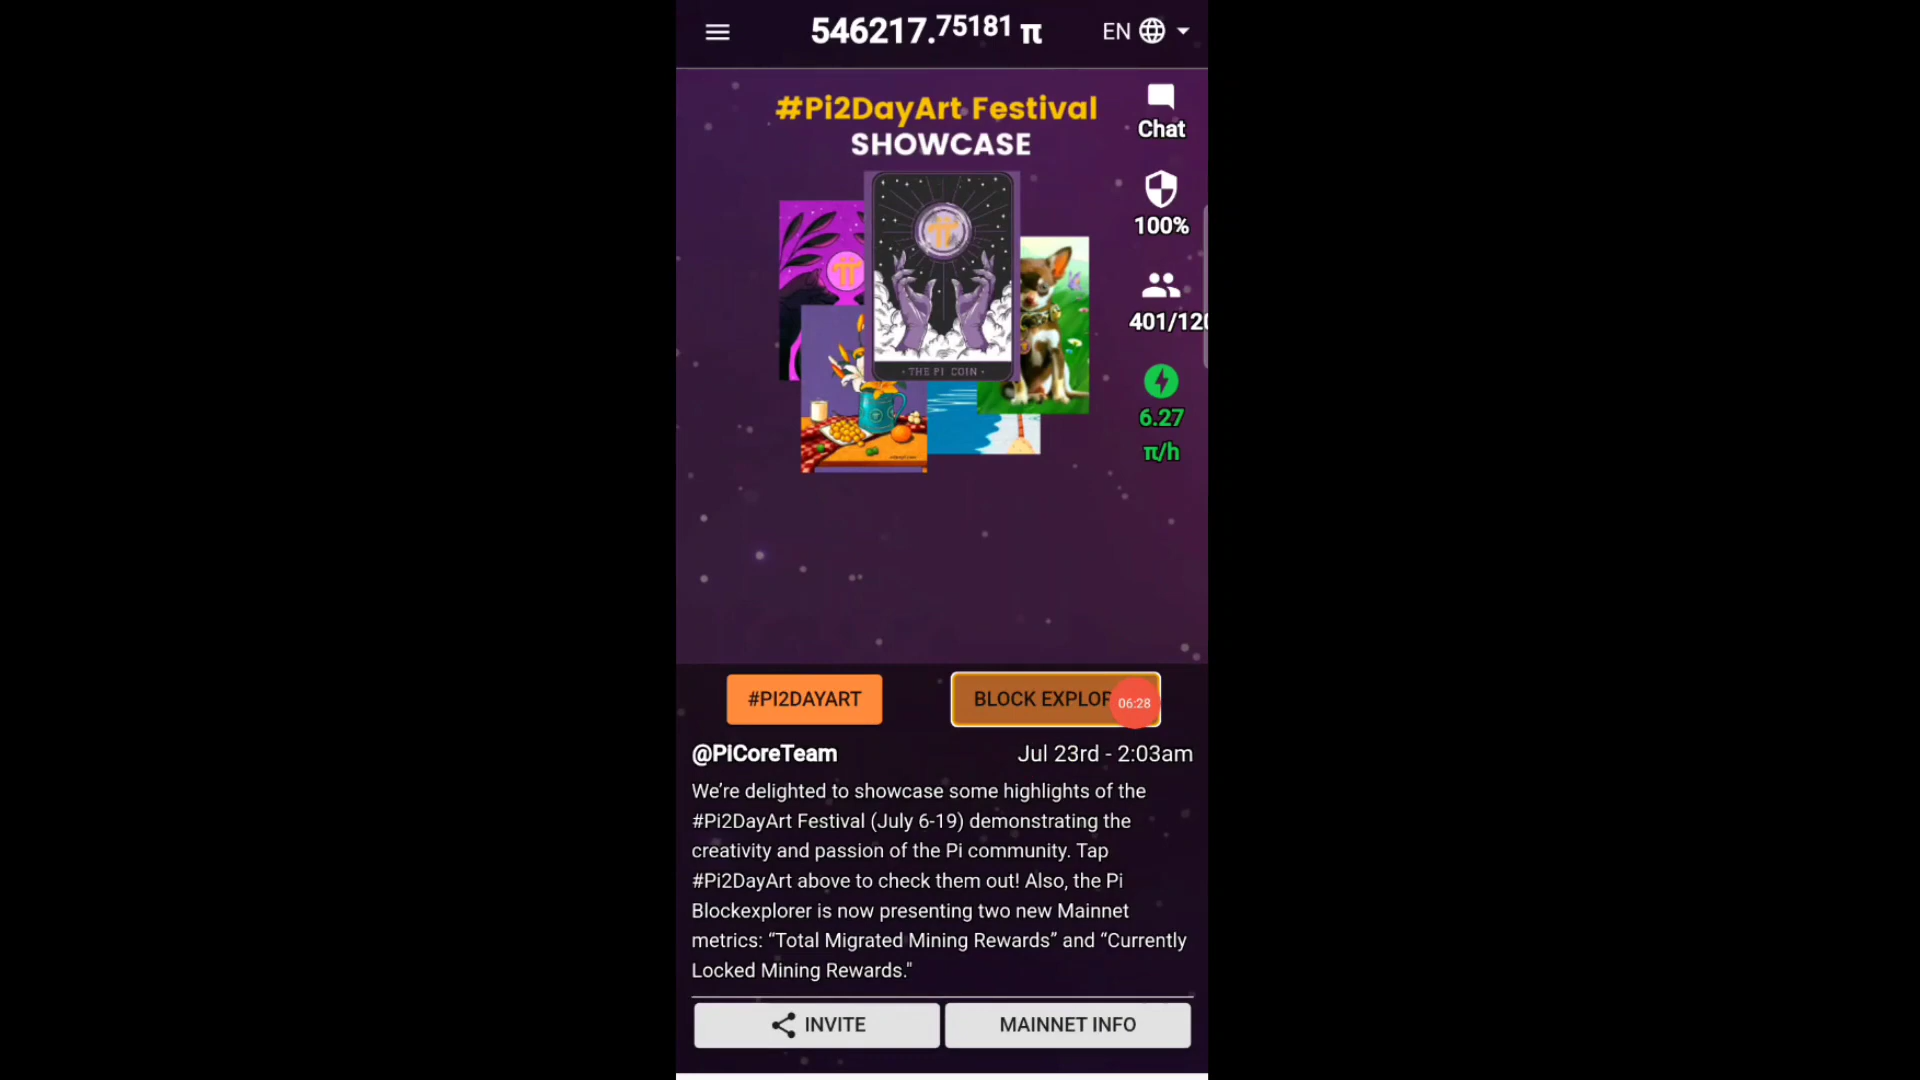 546217.75181 π
EN
#Pi2DayArt Festival
SHOWCASE
Chat
100%
401/120
6.27
π/h
THE PI COIN
#PI2DAYART
BLOCK EXPLOR
06:28
@PiCoreTeam
Jul 23rd - 2:03am
We’re delighted to showcase some highlights of the
#Pi2DayArt Festival (July 6-19) demonstrating the
creativity and passion of the Pi community. Tap
#Pi2DayArt above to check them out! Also, the Pi
Blockexplorer is now presenting two new Mainnet
metrics: “Total Migrated Mining Rewards” and “Currently
Locked Mining Rewards."
INVITE
MAINNET INFO